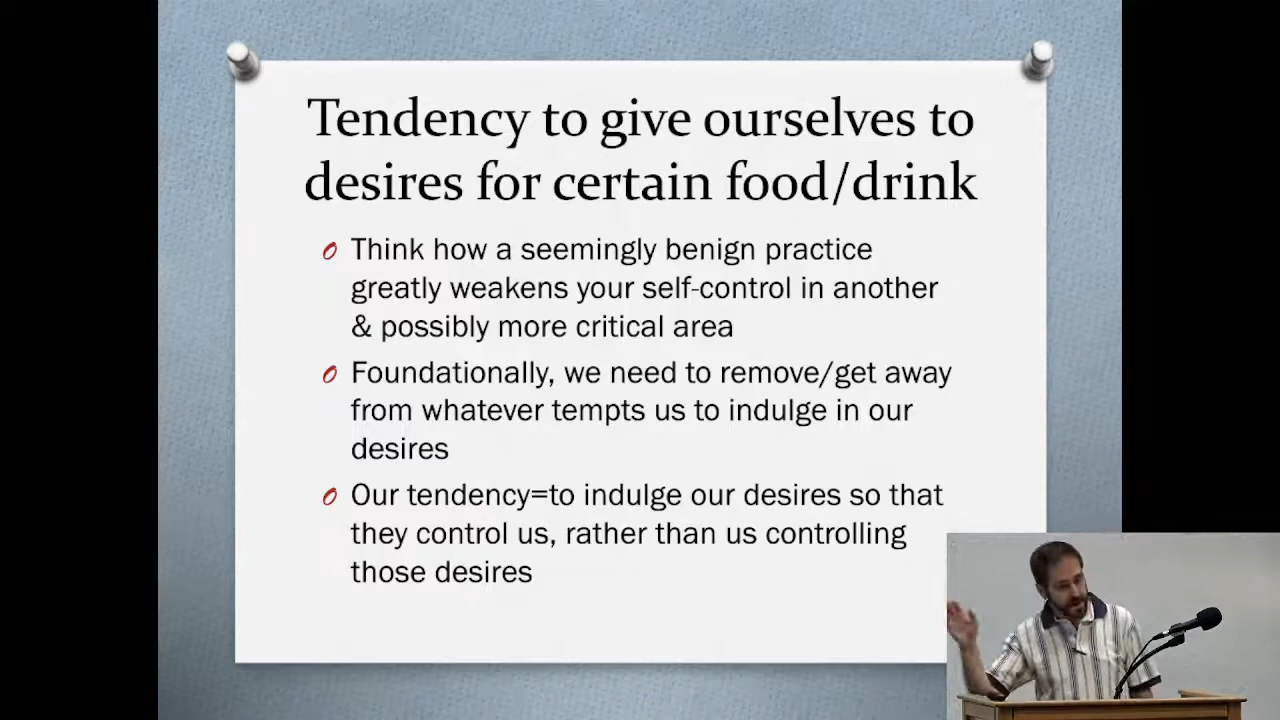 Tendency to give ourselves to
desires for certain food/drink
Think how a seemingly benign practice
greatly weakens your self-control in another
& possibly more critical area
Foundationally, we need to remove/get away
from whatever tempts us to indulge in our
desires
Our tendency=to indulge our desires so that
they control us, rather than us controlling
those desires